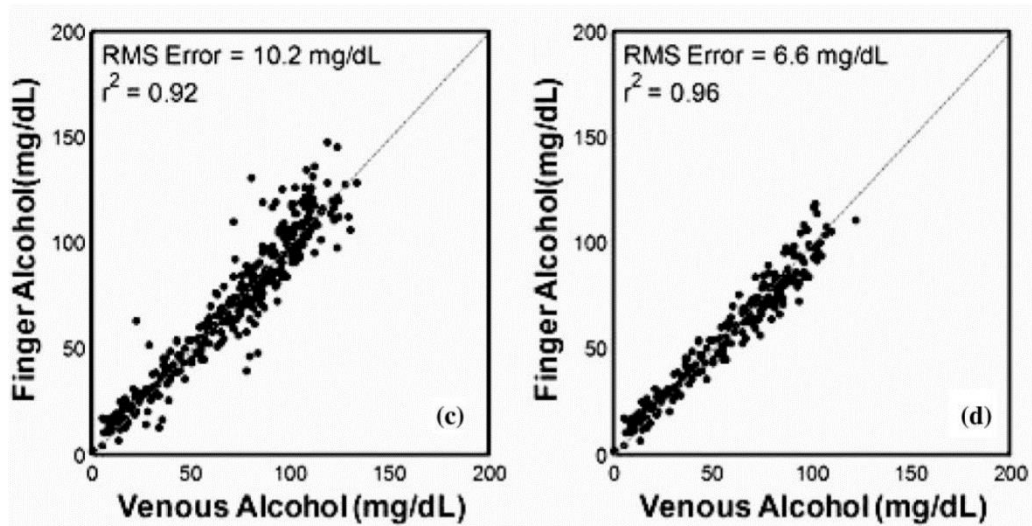 200
RMS Error = 10.2 mg/dL
r² = 0.92
150
100
50
0
0 50 100 150 200
Finger Alcohol(mg/dL)
Venous Alcohol (mg/dL)
(c)
200
RMS Error = 6.6 mg/dL
r² = 0.96
150
100
50
0
0 50 100 150 200
Finger Alcohol(mg/dL)
Venous Alcohol (mg/dL)
(d)